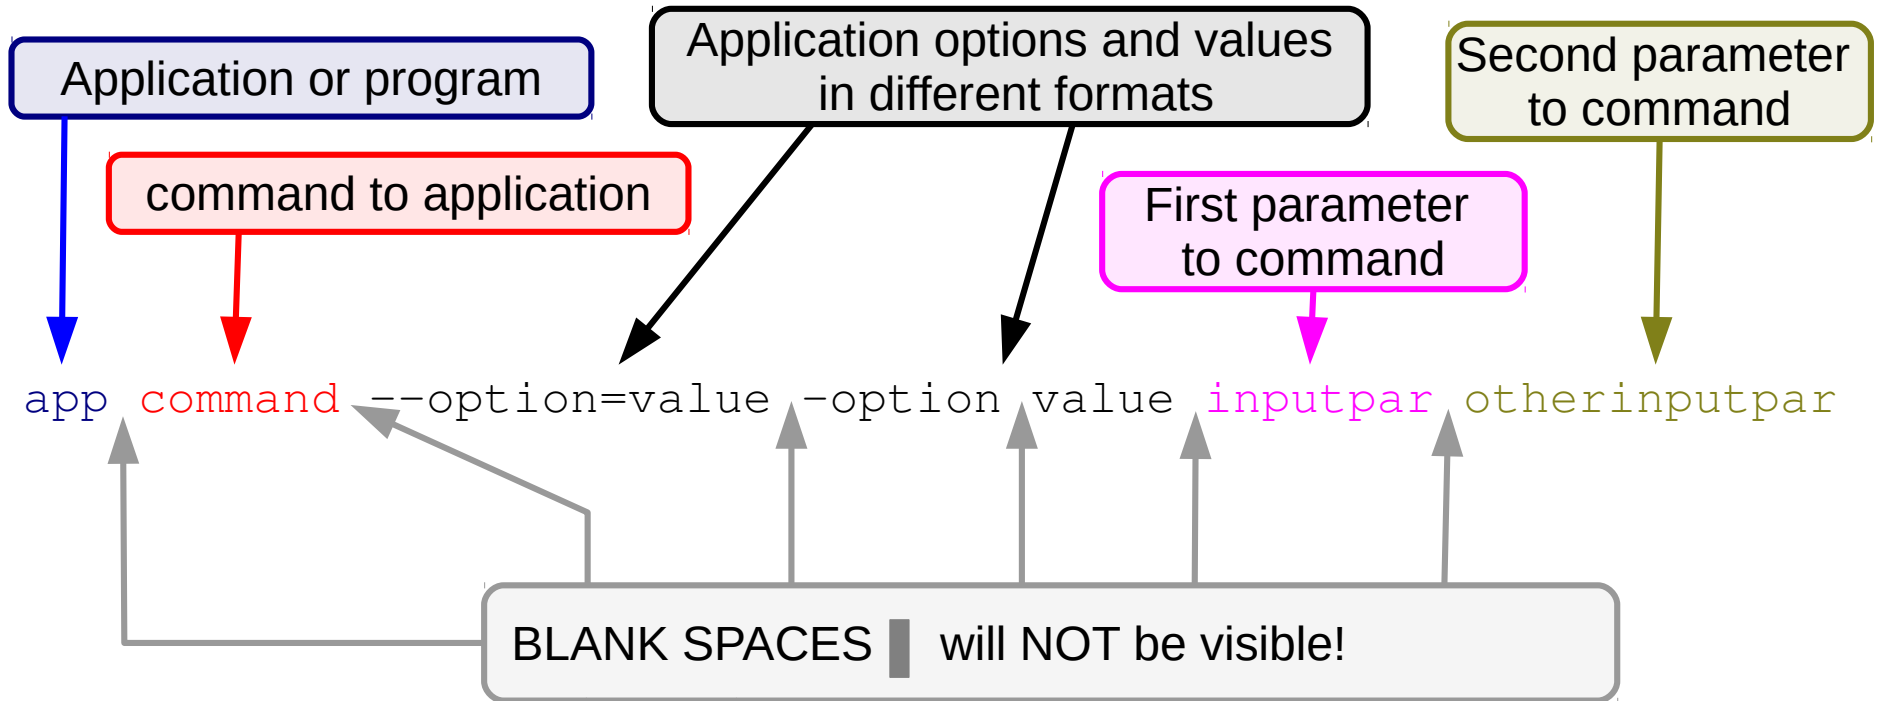 Application or program
Application options and values
in different formats
Second parameter
to command
command to application
First parameter
to command
app command --option=value -option value inputpar otherinputpar
BLANK SPACES will NOT be visible!